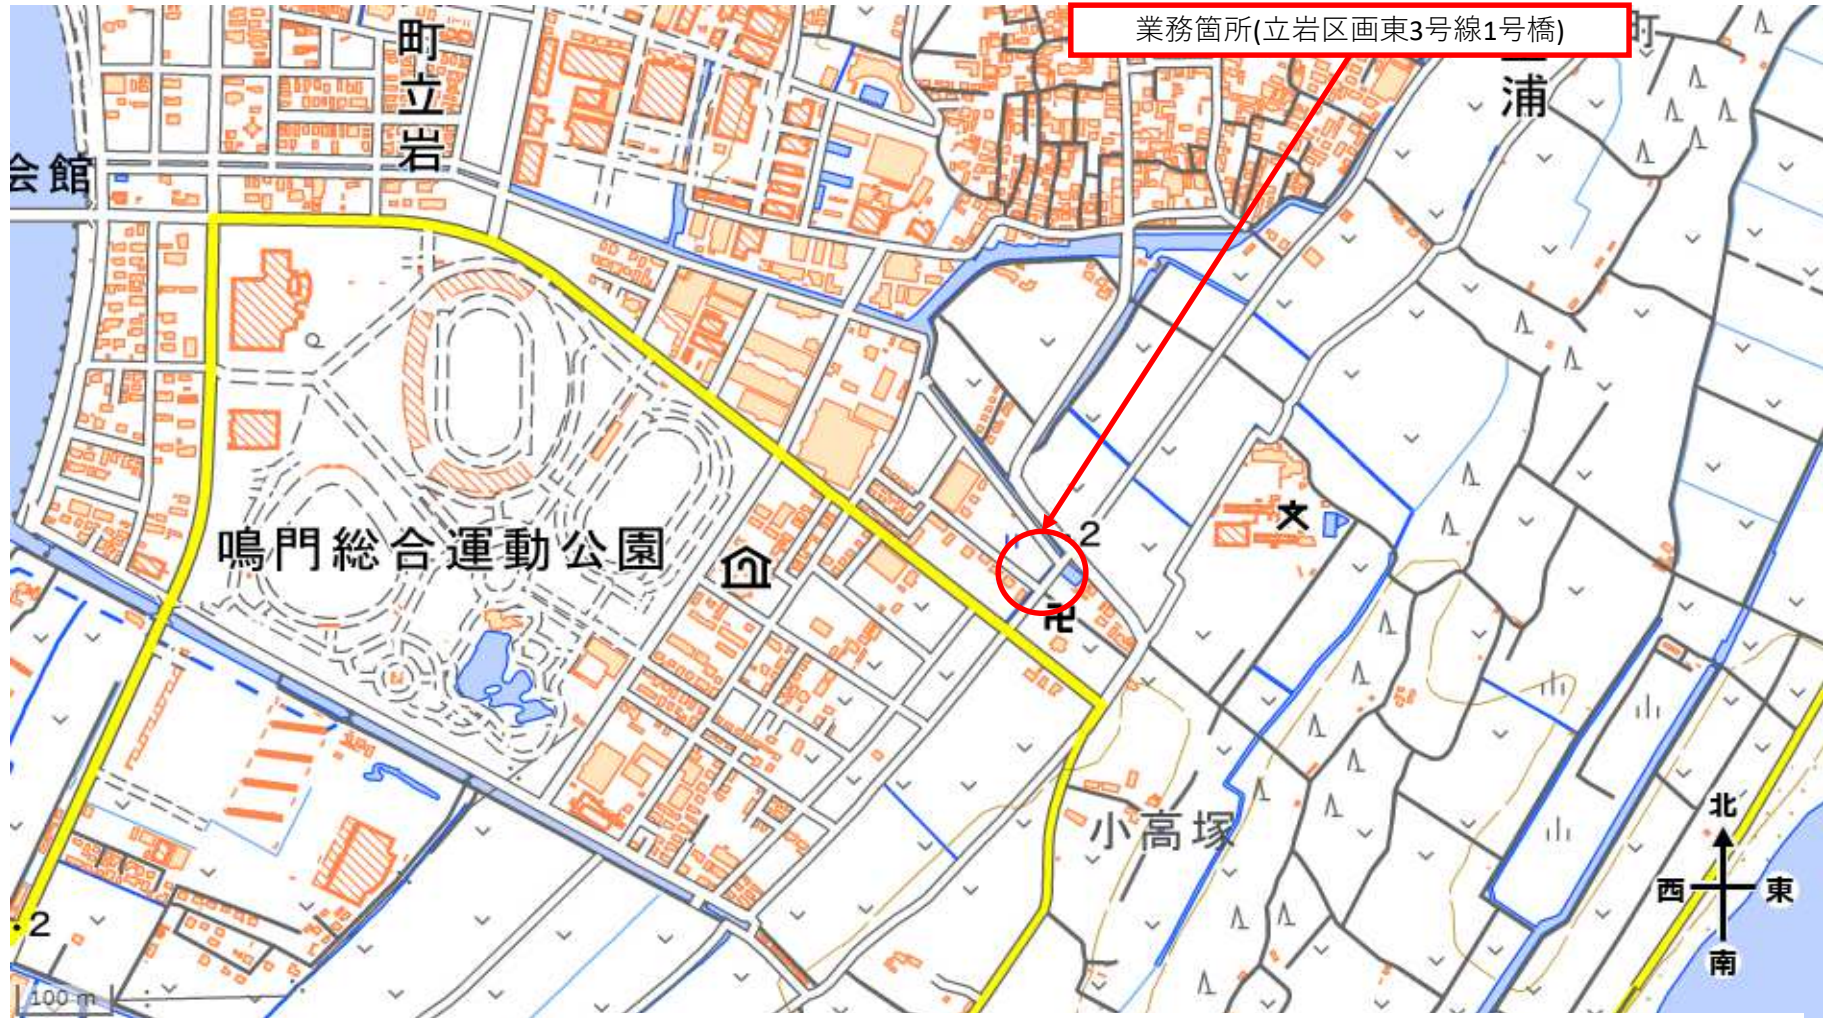 業務箇所(立岩区画東3号線1号橋)
町
町立岩
浦
会館
鳴門総合運動公園
2
小高塚
2
100 m
北
西
東
南